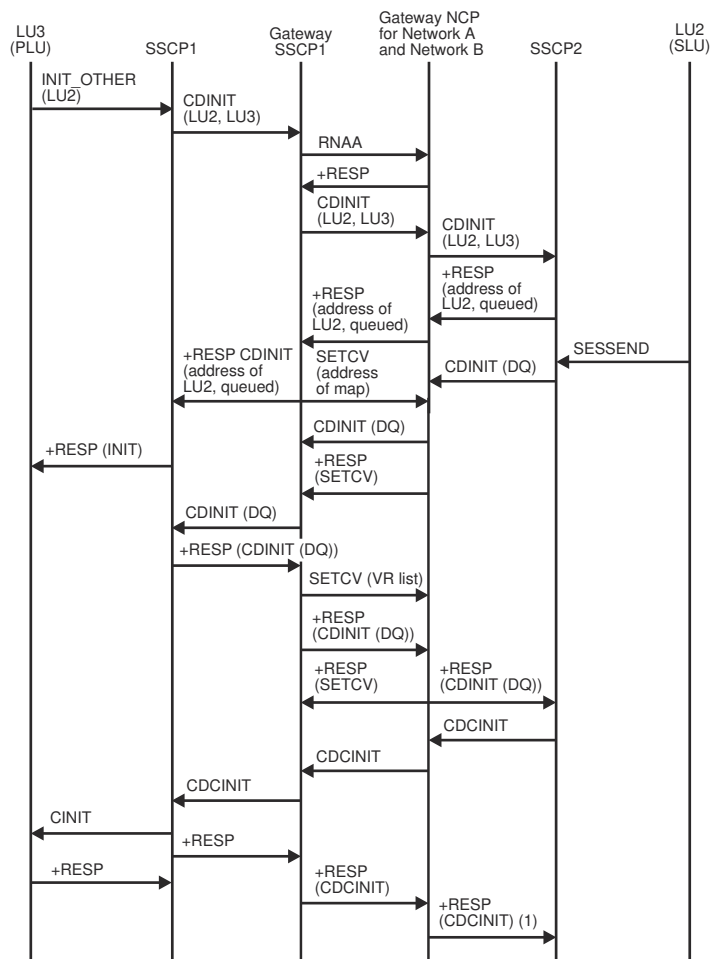 LU3
(PLU)
SSCP1
Gateway
SSCP1
Gateway NCP
for Network A
and Network B
SSCP2
LU2
(SLU)
INIT_OTHER
(LU2)
CDINIT
(LU2, LU3)
RNAA
+RESP
CDINIT
(LU2, LU3)
CDINIT
(LU2, LU3)
+RESP
(address of
LU2, queued)
+RESP
(address of
LU2, queued)
SESSEND
+RESP CDINIT
(address of
LU2, queued)
SETCV
(address
of map)
CDINIT (DQ)
CDINIT (DQ)
+RESP (INIT)
+RESP
(SETCV)
CDINIT (DQ)
+RESP (CDINIT (DQ))
SETCV (VR list)
+RESP
(CDINIT (DQ))
+RESP
(SETCV)
+RESP
(CDINIT (DQ))
CDCINIT
CDCINIT
CDCINIT
CINIT
+RESP
+RESP
+RESP
(CDCINIT)
+RESP
(CDCINIT) (1)